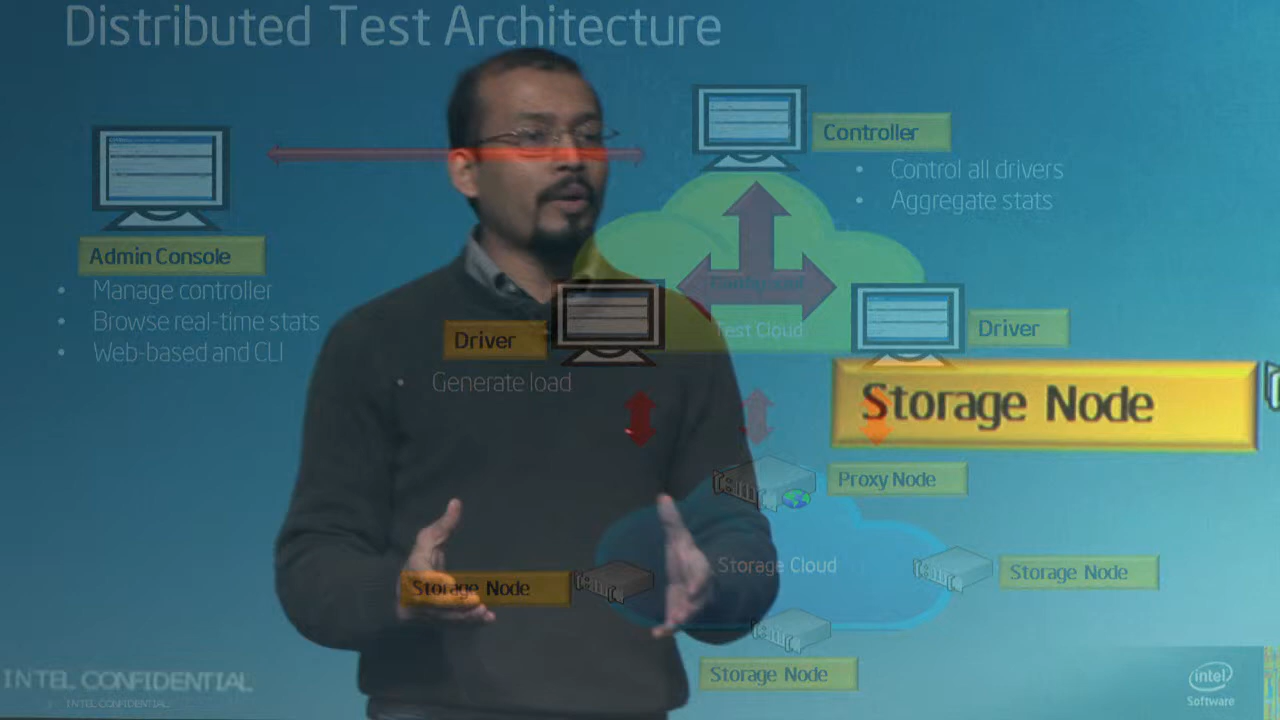 Distributed Test Architecture
Controller
• Control all drivers
• Aggregate stats
Admin Console
• Manage controller
• Browse real-time stats
• Web-based and CLI
Test Cloud
Driver
Driver
• Generate load
Storage Node
Proxy Node
Storage Cloud
Storage Node
Storage Node
Storage Node
INTEL CONFIDENTIAL
INTEL CONFIDENTIAL
intel
Software